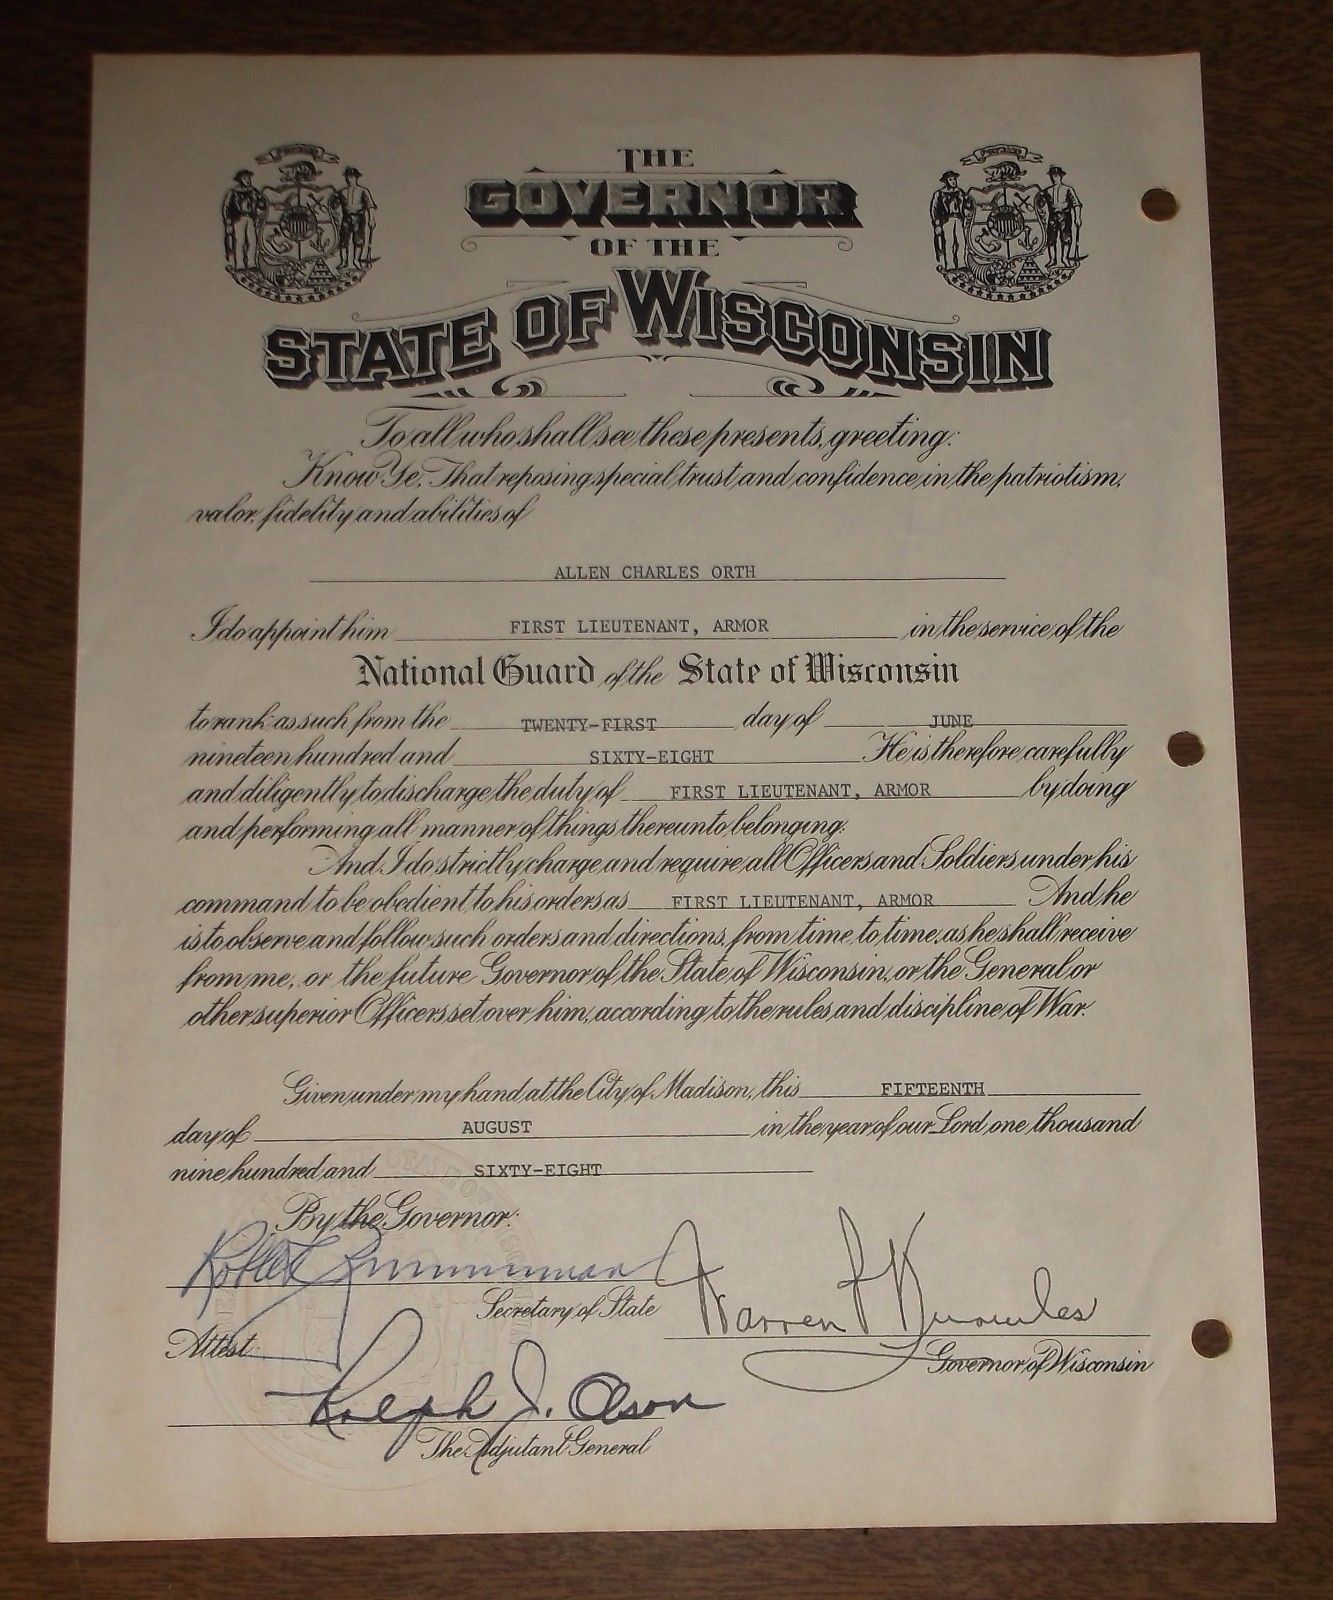 THE
GOVERNOR
OF THE
STATE OF WISCONSIN
To all who shall see these presents, greeting:
Know Ye, That reposing special trust and confidence in the patriotism,
valor, fidelity and abilities of
ALLEN CHARLES ORTH
I do appoint him FIRST LIEUTENANT, ARMOR in the service of the
National Guard of the State of Wisconsin
to rank as such from the TWENTY-FIRST day of JUNE
nineteen hundred and SIXTY-EIGHT He is therefore carefully
and diligently to discharge the duty of FIRST LIEUTENANT, ARMOR by doing
and performing all manner of things thereunto belonging.
And I do strictly charge and require all Officers and Soldiers under his
command to be obedient to his orders as FIRST LIEUTENANT, ARMOR And he
is to observe and follow such orders and directions, from time to time, as he shall receive
from me, or the future Governor of the State of Wisconsin, or the General or
other superior Officers set over him, according to the rules and discipline of War.
Given under my hand at the City of Madison, this FIFTEENTH
day of AUGUST in the year of our Lord one thousand
nine hundred and SIXTY-EIGHT
By the Governor:
Robert Zimmerman
Secretary of State
Warren P Knowles
Governor of Wisconsin
Attest:
Ralph J. Olson
The Adjutant General